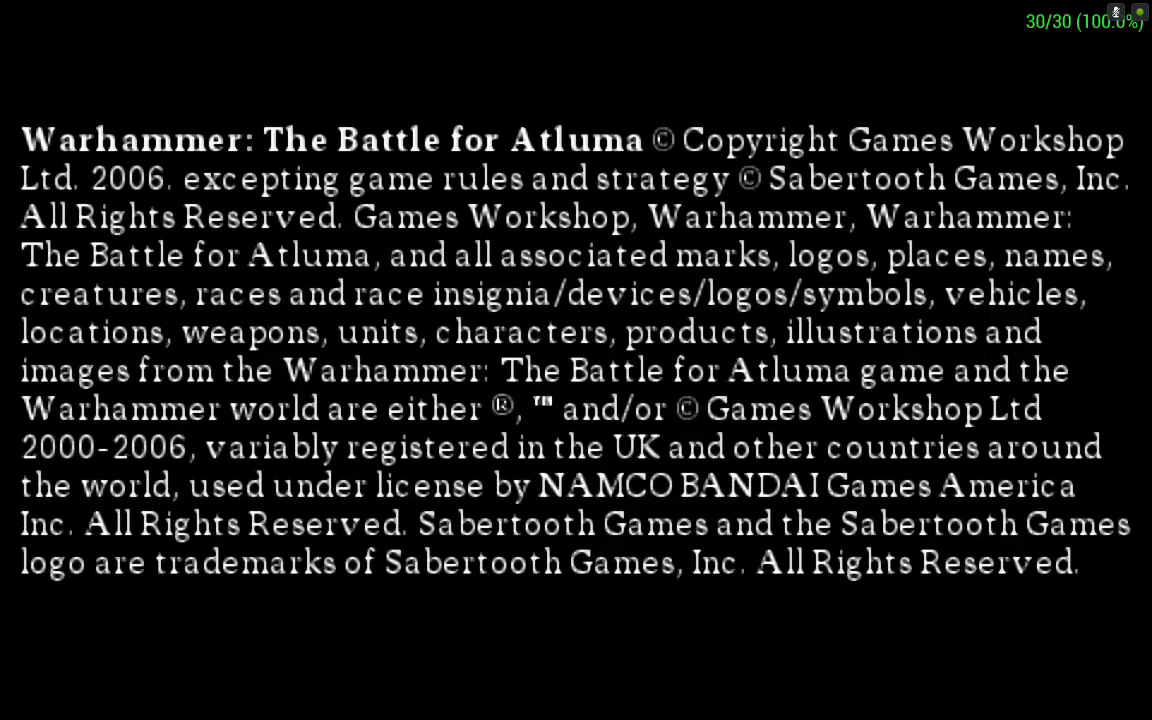 30/30 (100.0%)
Warhammer: The Battle for Atluma © Copyright Games Workshop
Ltd. 2006. excepting game rules and strategy © Sabertooth Games, Inc.
All Rights Reserved. Games Workshop, Warhammer, Warhammer:
The Battle for Atluma, and all associated marks, logos, places, names,
creatures, races and race insignia/devices/logos/symbols, vehicles,
locations, weapons, units, characters, products, illustrations and
images from the Warhammer: The Battle for Atluma game and the
Warhammer world are either ®, ™ and/or © Games Workshop Ltd
2000-2006, variably registered in the UK and other countries around
the world, used under license by NAMCO BANDAI Games America
Inc. All Rights Reserved. Sabertooth Games and the Sabertooth Games
logo are trademarks of Sabertooth Games, Inc. All Rights Reserved.